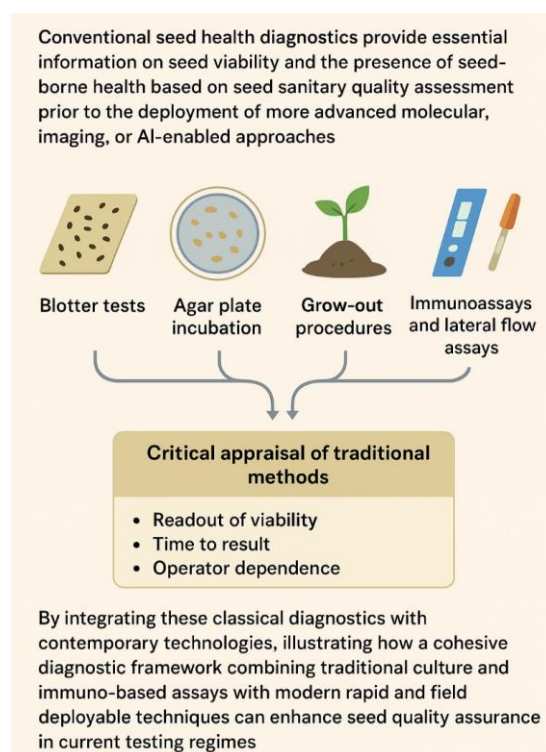 Conventional seed health diagnostics provide essential
information on seed viability and the presence of seed-
borne health based on seed sanitary quality assessment
prior to the deployment of more advanced molecular,
imaging, or AI-enabled approaches
Blotter tests
Agar plate
incubation
Grow-out
procedures
Immunoassays
and lateral flow
assays
Critical appraisal of traditional
methods
• Readout of viability
• Time to result
• Operator dependence
By integrating these classical diagnostics with
contemporary technologies, illustrating how a cohesive
diagnostic framework combining traditional culture and
immuno-based assays with modern rapid and field
deployable techniques can enhance seed quality assurance
in current testing regimes